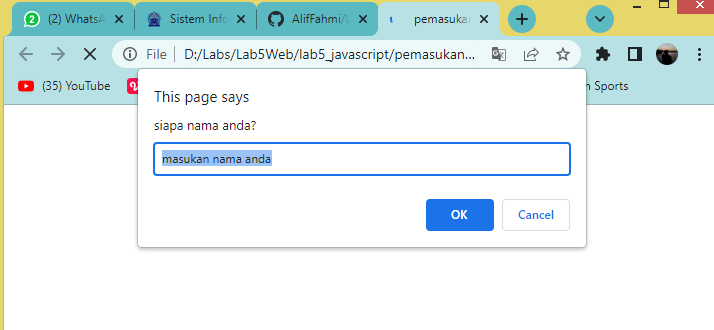 2 (2) WhatsA
Sistem Info
AlifFahmi/L
pemasukan
File D:/Labs/Lab5Web/lab5_javascript/pemasukan...
(35) YouTube
Sports
This page says
siapa nama anda?
masukan nama anda
OK Cancel